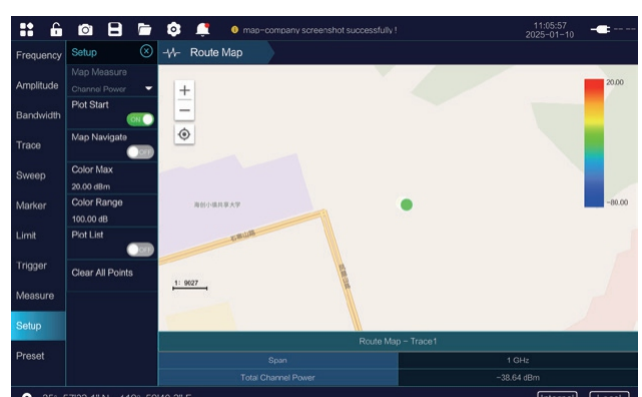 map-company screenshot successfully !
11:05:57
2025-01-10
Frequency
Amplitude
Bandwidth
Trace
Sweep
Marker
Limit
Trigger
Measure
Setup
Preset
Setup
Map Measure
Channel Power
Plot Start
ON
Map Navigate
OFF
Color Max
20.00 dBm
Color Range
100.00 dB
Plot List
OFF
Clear All Points
Route Map
20.00
-80.00
1: 9027
Route Map - Trace1
Span
1 GHz
Total Channel Power
-38.64 dBm